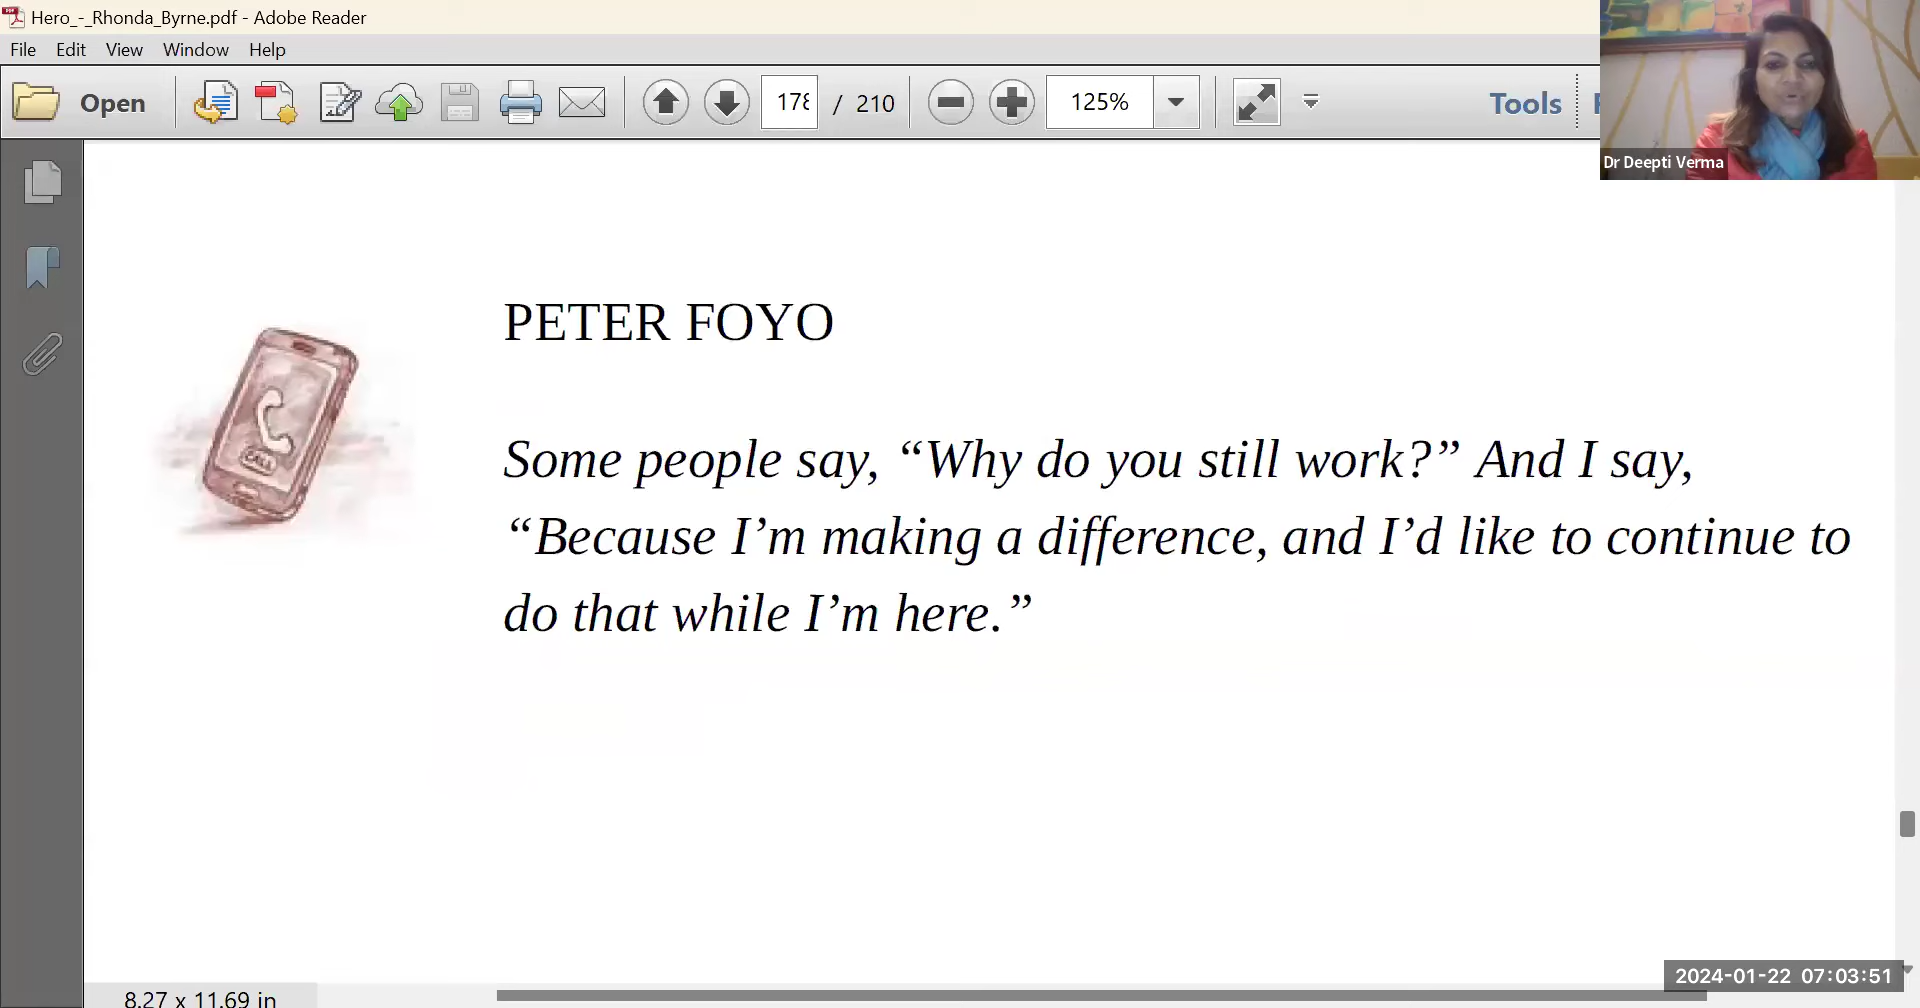 Hero_-_Rhonda_Byrne.pdf - Adobe Reader
File Edit View Window Help
Open 178 / 210 125% Tools
Dr Deepti Verma
PETER FOYO
CALL
Some people say, “Why do you still work?” And I say,
“Because I’m making a difference, and I’d like to continue to
do that while I’m here.”
2024-01-22 07:03:51
8.27 x 11.69 in